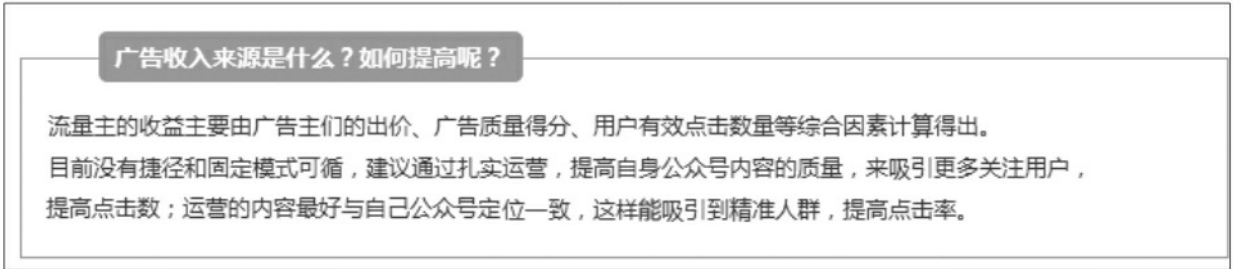 广告收入来源是什么？如何提高呢？
流量主的收益主要由广告主们的出价、广告质量得分、用户有效点击数量等综合因素计算得出。
目前没有捷径和固定模式可循，建议通过扎实运营，提高自身公众号内容的质量，来吸引更多关注用户，
提高点击数；运营的内容最好与自己公众号定位一致，这样能吸引到精准人群，提高点击率。